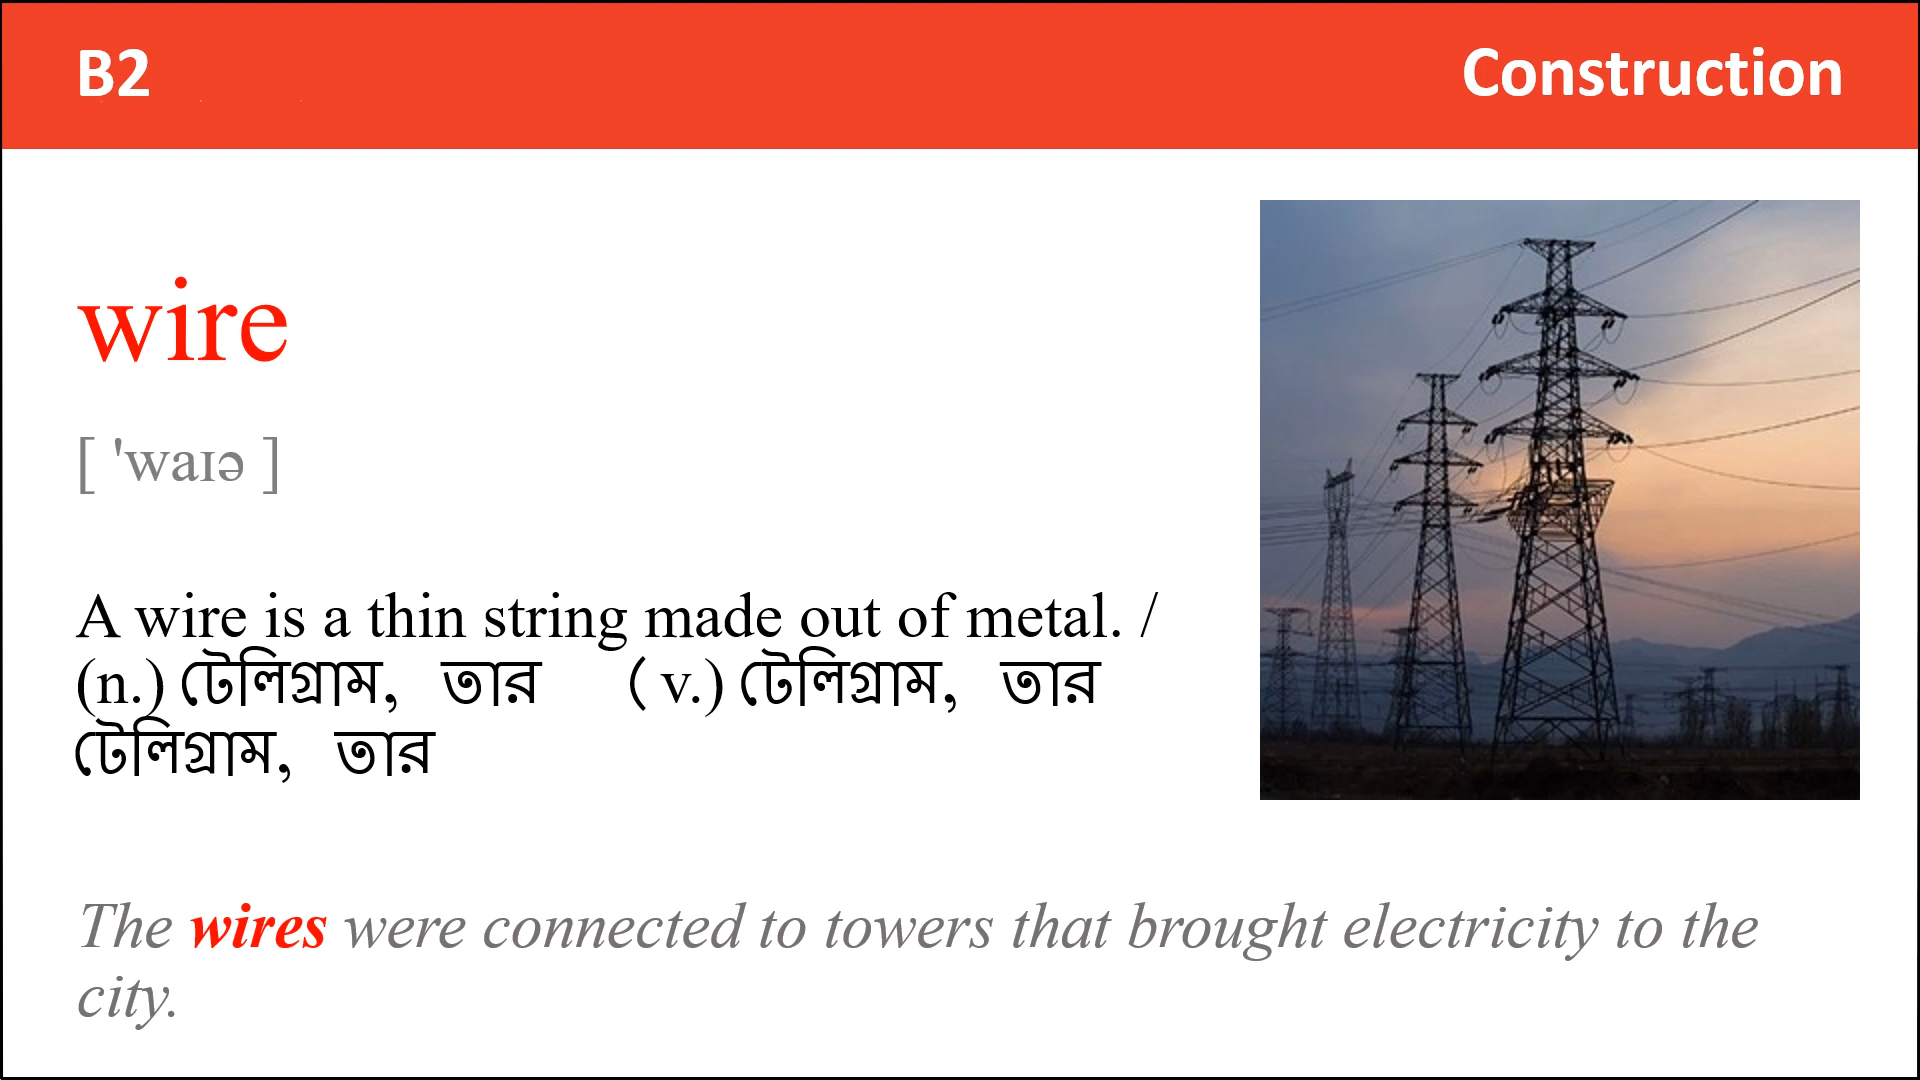 B2
Construction
wire
[ 'waɪə ]
A wire is a thin string made out of metal. /
(n.) টেলিগ্রাম, তার ( v.) টেলিগ্রাম, তার
টেলিগ্রাম, তার
The wires were connected to towers that brought electricity to the
city.